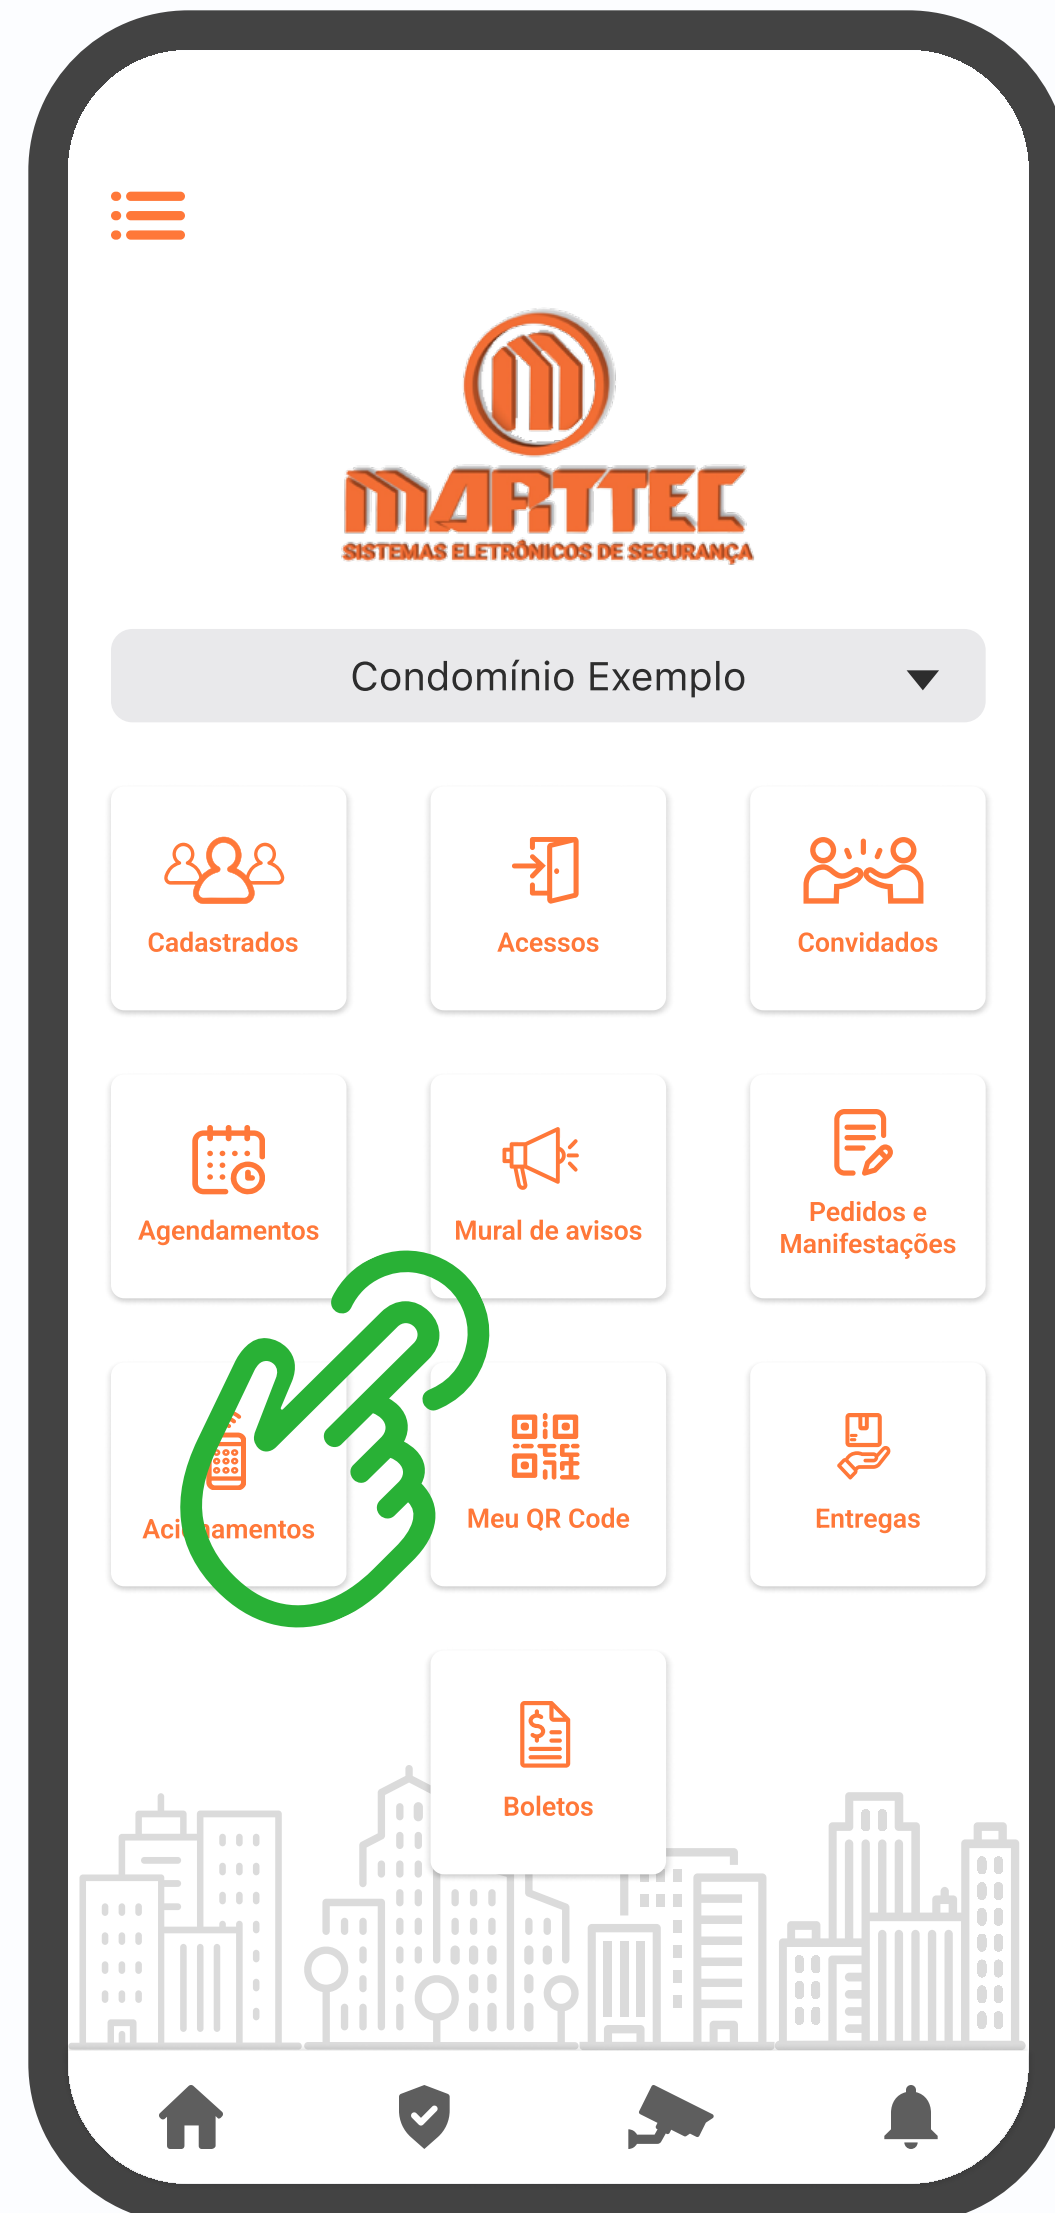 MARTTEC
SISTEMAS ELETRÔNICOS DE SEGURANÇA
Condomínio Exemplo
Cadastrados
Acessos
Convidados
Agendamentos
Mural de avisos
Pedidos e
Manifestações
Acionamentos
Meu QR Code
Entregas
Boletos